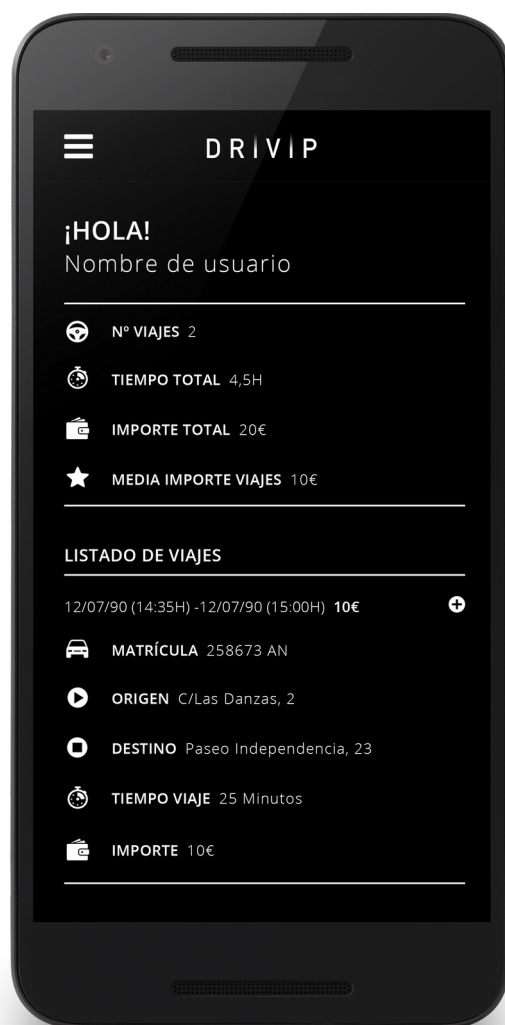 DRIVIP
¡HOLA!
Nombre de usuario
Nº VIAJES 2
TIEMPO TOTAL 4,5H
IMPORTE TOTAL 20€
MEDIA IMPORTE VIAJES 10€
LISTADO DE VIAJES
12/07/90 (14:35H) -12/07/90 (15:00H) 10€
MATRÍCULA 258673 AN
ORIGEN C/Las Danzas, 2
DESTINO Paseo Independencia, 23
TIEMPO VIAJE 25 Minutos
IMPORTE 10€